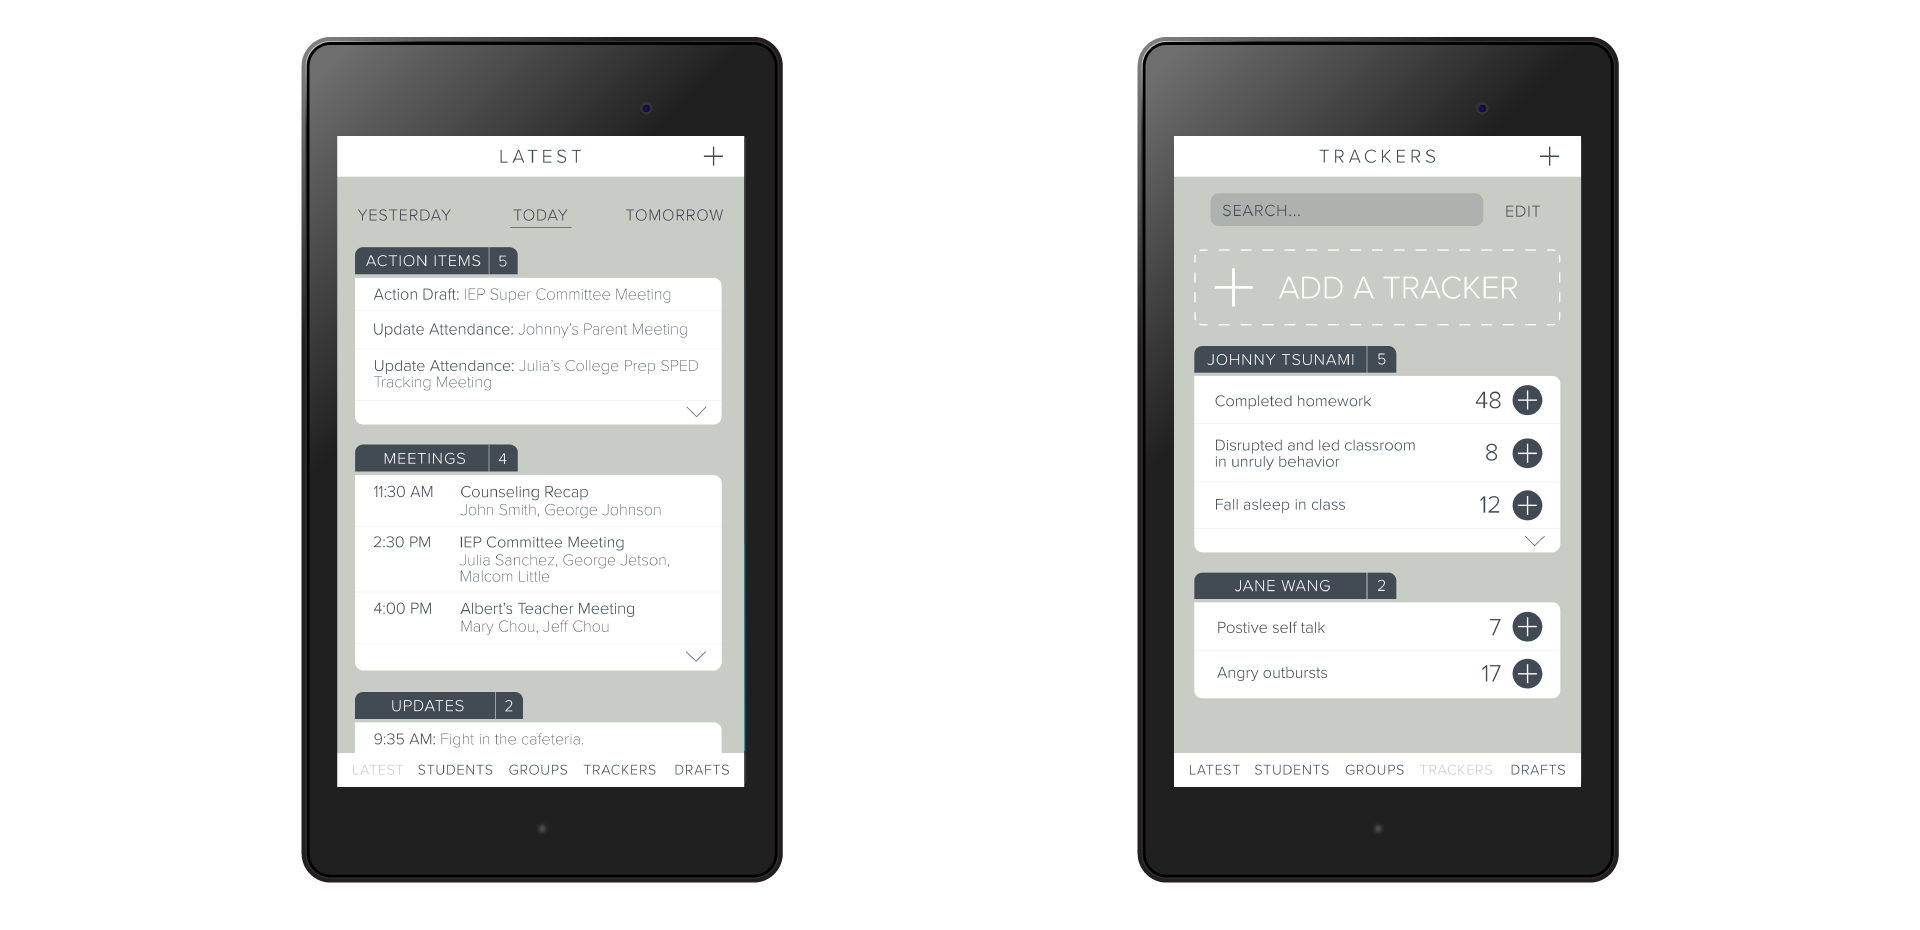 LATEST
YESTERDAY TODAY TOMORROW
ACTION ITEMS 5
Action Draft: IEP Super Committee Meeting
Update Attendance: Johnny's Parent Meeting
Update Attendance: Julia's College Prep SPED
Tracking Meeting
MEETINGS 4
11:30 AM Counseling Recap
John Smith, George Johnson
2:30 PM IEP Committee Meeting
Julia Sanchez, George Jetson,
Malcom Little
4:00 PM Albert's Teacher Meeting
Mary Chou, Jeff Chou
UPDATES 2
9:35 AM: Fight in the cafeteria.
LATEST STUDENTS GROUPS TRACKERS DRAFTS
TRACKERS
SEARCH... EDIT
ADD A TRACKER
JOHNNY TSUNAMI 5
Completed homework 48
Disrupted and led classroom
in unruly behavior 8
Fall asleep in class 12
JANE WANG 2
Postive self talk 7
Angry outbursts 17
LATEST STUDENTS GROUPS TRACKERS DRAFTS